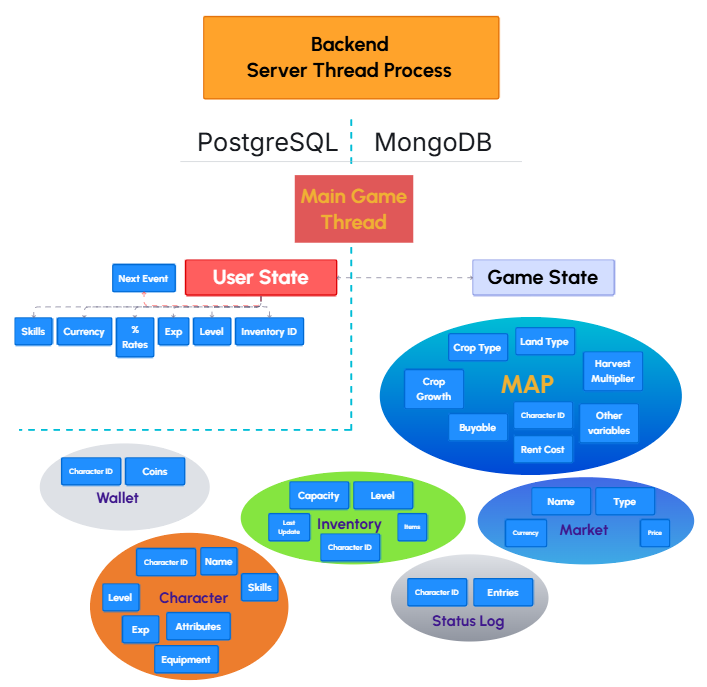 Backend
Server Thread Process
PostgreSQL
MongoDB
Main Game
Thread
Next Event
User State
Game State
Skills
Currency
%
Rates
Exp
Level
Inventory ID
Crop Type
Land Type
Harvest
Multiplier
MAP
Crop
Growth
Character ID
Other
variables
Buyable
Rent Cost
Character ID
Coins
Wallet
Capacity
Level
Last
Update
Inventory
Items
Character ID
Name
Type
Currency
Market
Price
Character ID
Name
Skills
Level
Character
Exp
Attributes
Equipment
Character ID
Entries
Status Log